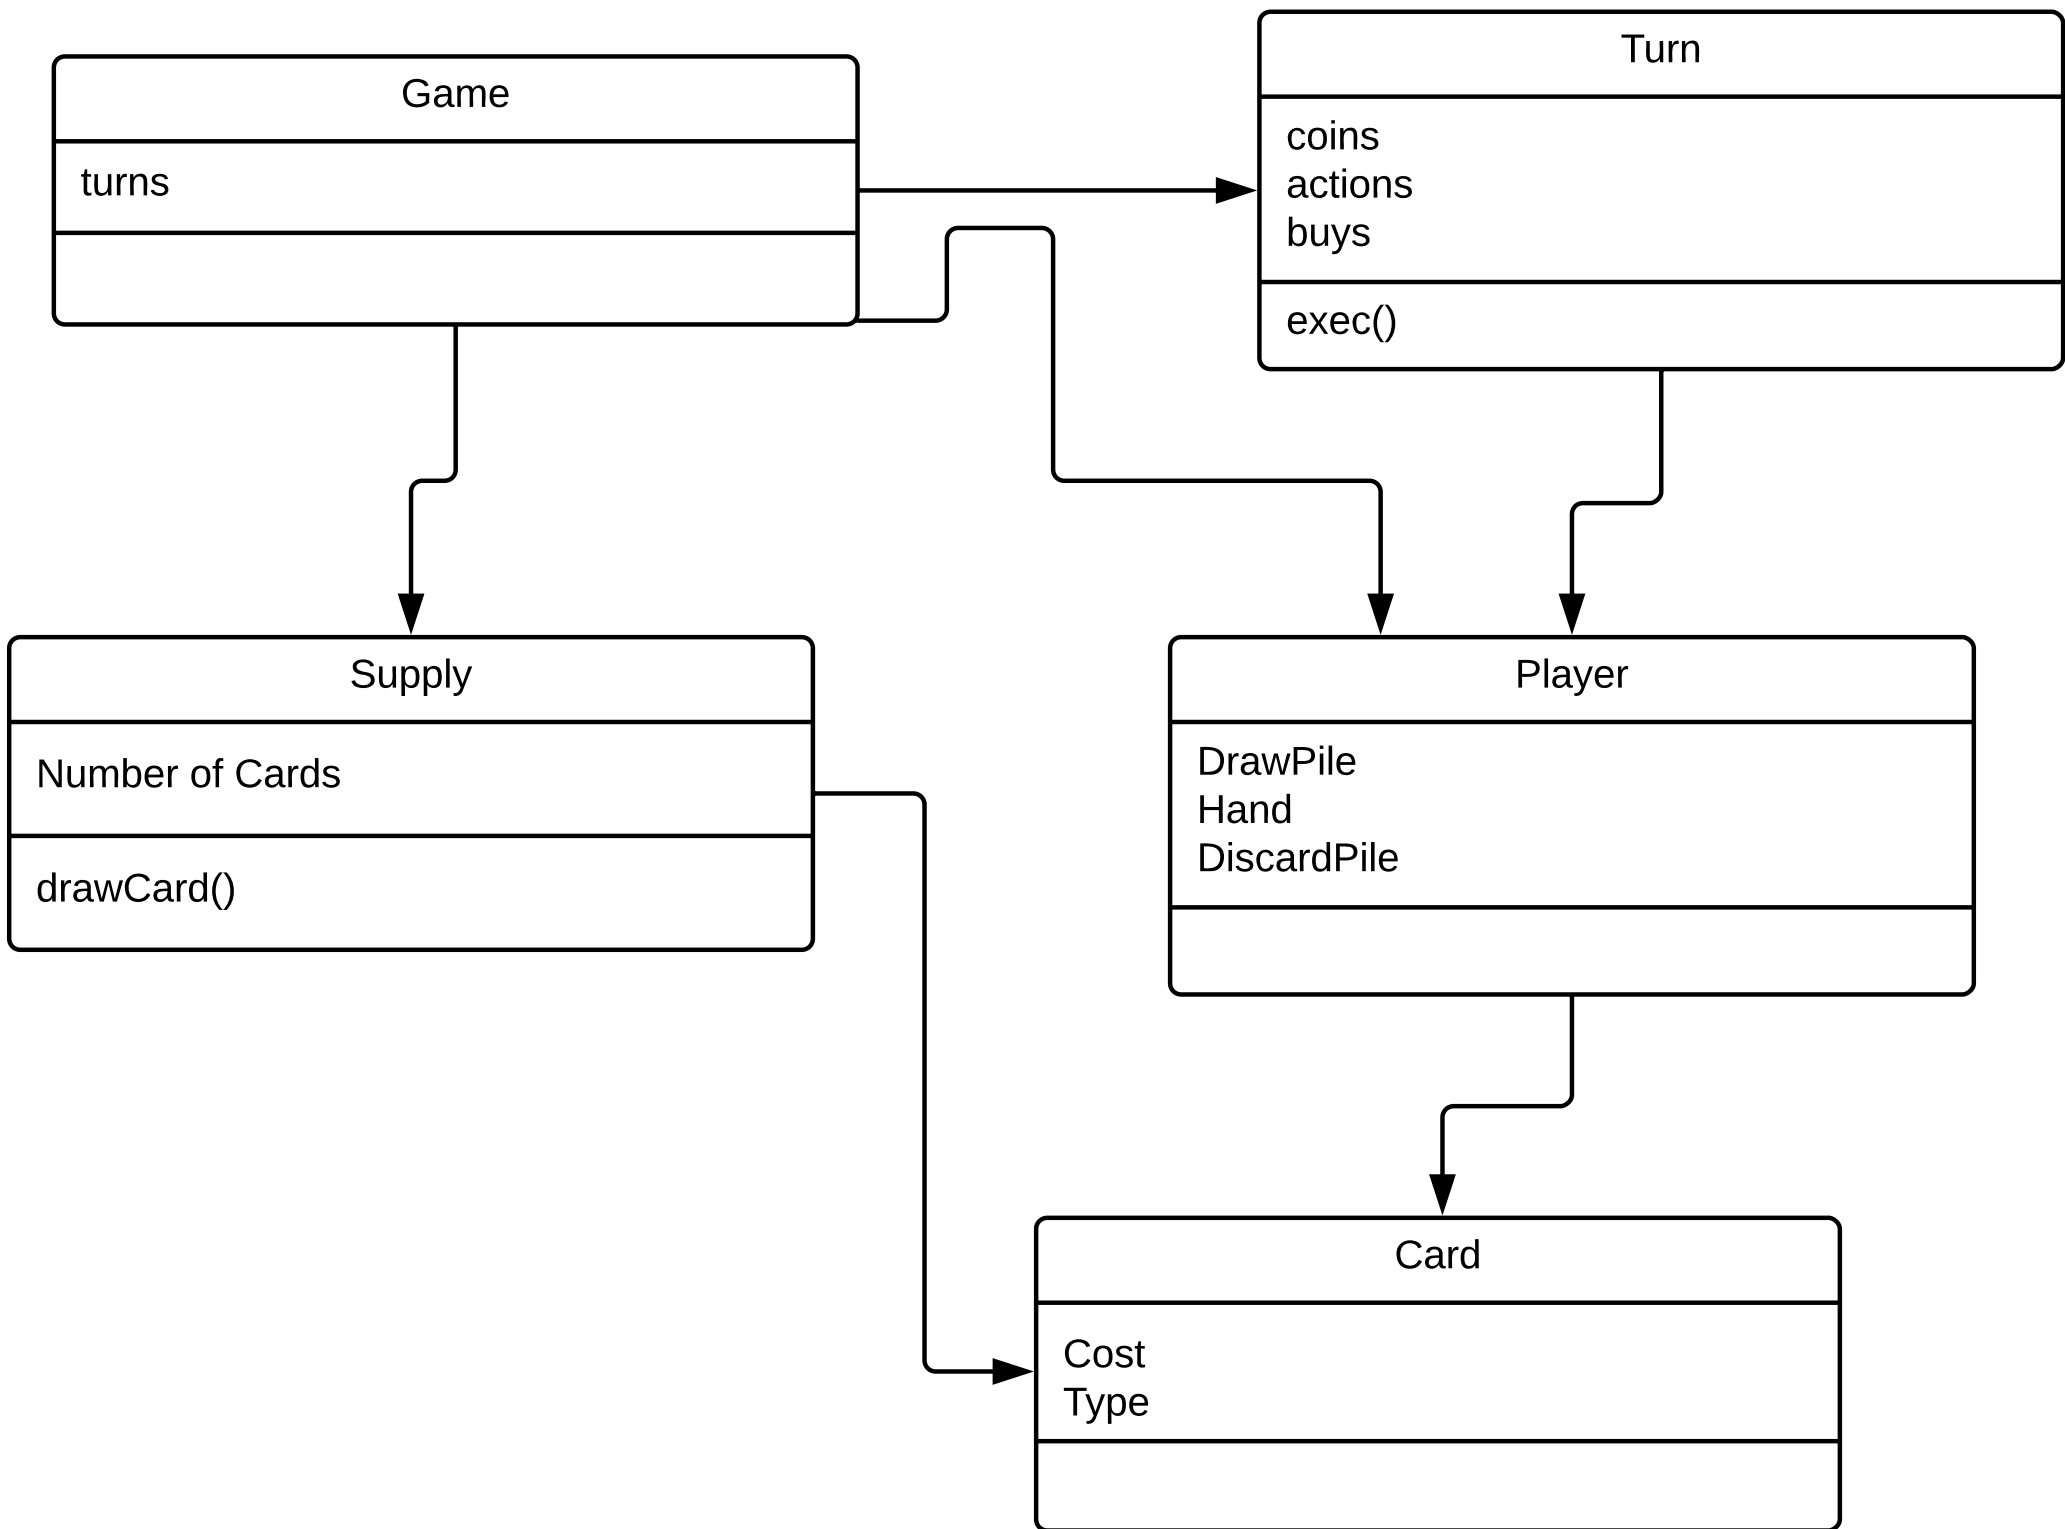 Game
turns
Turn
coins
actions
buys
exec()
Supply
Number of Cards
drawCard()
Player
DrawPile
Hand
DiscardPile
Card
Cost
Type